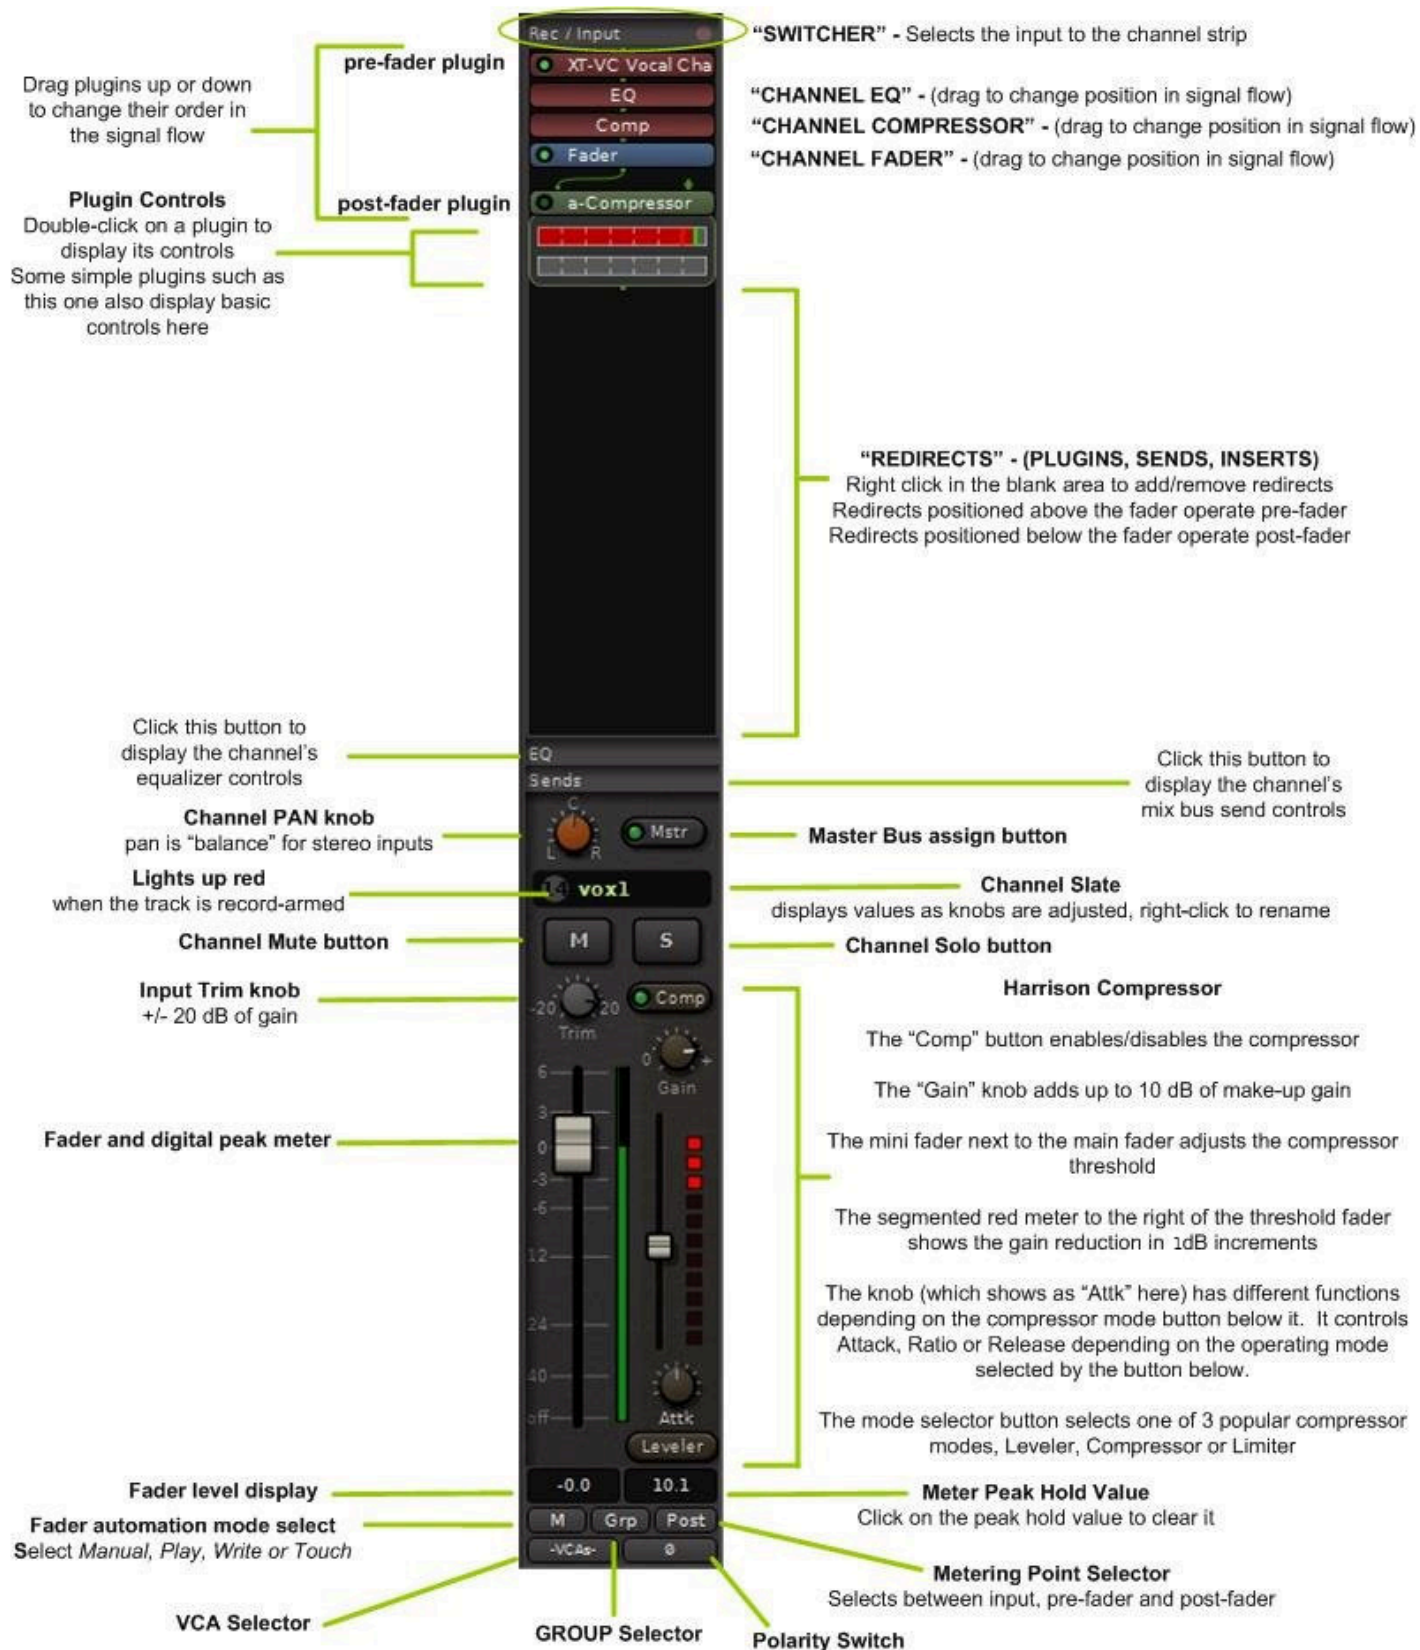 Rec / Input
“SWITCHER” - Selects the input to the channel strip
pre-fader plugin
XT-VC Vocal Cha
Drag plugins up or down
to change their order in
the signal flow
EQ
“CHANNEL EQ” - (drag to change position in signal flow)
Comp
“CHANNEL COMPRESSOR” - (drag to change position in signal flow)
Fader
“CHANNEL FADER” - (drag to change position in signal flow)
post-fader plugin
a-Compressor
Plugin Controls
Double-click on a plugin to
display its controls
Some simple plugins such as
this one also display basic
controls here
“REDIRECTS” - (PLUGINS, SENDS, INSERTS)
Right click in the blank area to add/remove redirects
Redirects positioned above the fader operate pre-fader
Redirects positioned below the fader operate post-fader
Click this button to
display the channel’s
equalizer controls
EQ
Sends
Click this button to
display the channel’s
mix bus send controls
Channel PAN knob
pan is “balance” for stereo inputs
C
L
R
Mstr
Master Bus assign button
Lights up red
when the track is record-armed
14 vox1
Channel Slate
displays values as knobs are adjusted, right-click to rename
Channel Mute button
M
S
Channel Solo button
Input Trim knob
+/- 20 dB of gain
-20
20
Trim
Comp
0
+
Gain
Harrison Compressor
The “Comp” button enables/disables the compressor
The “Gain” knob adds up to 10 dB of make-up gain
The mini fader next to the main fader adjusts the compressor
threshold
The segmented red meter to the right of the threshold fader
shows the gain reduction in 1dB increments
The knob (which shows as “Attk” here) has different functions
depending on the compressor mode button below it. It controls
Attack, Ratio or Release depending on the operating mode
selected by the button below.
The mode selector button selects one of 3 popular compressor
modes, Leveler, Compressor or Limiter
Fader and digital peak meter
6
3
0
-3
-6
12
24
40
off
Attk
Leveler
Fader level display
-0.0
10.1
Meter Peak Hold Value
Click on the peak hold value to clear it
Fader automation mode select
Select Manual, Play, Write or Touch
M
Grp
Post
-VCAs-
Ø
Metering Point Selector
Selects between input, pre-fader and post-fader
VCA Selector
GROUP Selector
Polarity Switch